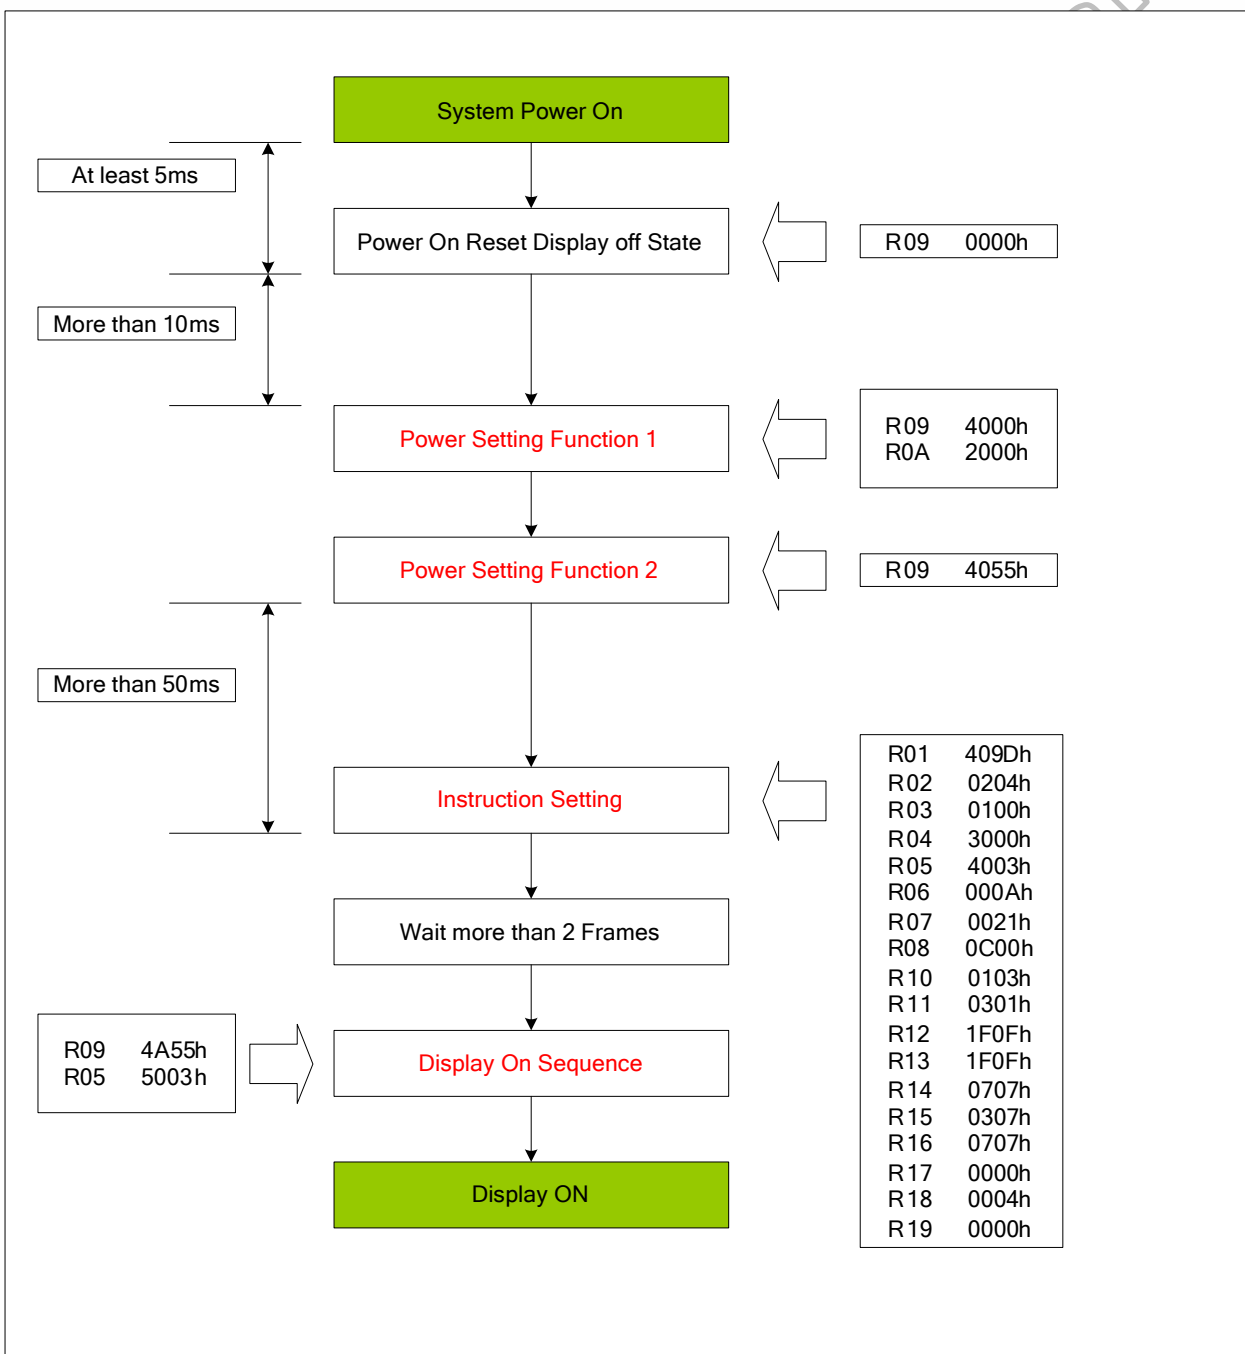 System Power On
At least 5ms
Power On Reset Display off State
R09 0000h
More than 10ms
Power Setting Function 1
R09 4000h
R0A 2000h
Power Setting Function 2
R09 4055h
More than 50ms
Instruction Setting
R01 409Dh
R02 0204h
R03 0100h
R04 3000h
R05 4003h
R06 000Ah
R07 0021h
R08 0C00h
R10 0103h
R11 0301h
R12 1F0Fh
R13 1F0Fh
R14 0707h
R15 0307h
R16 0707h
R17 0000h
R18 0004h
R19 0000h
Wait more than 2 Frames
R09 4A55h
R05 5003h
Display On Sequence
Display ON